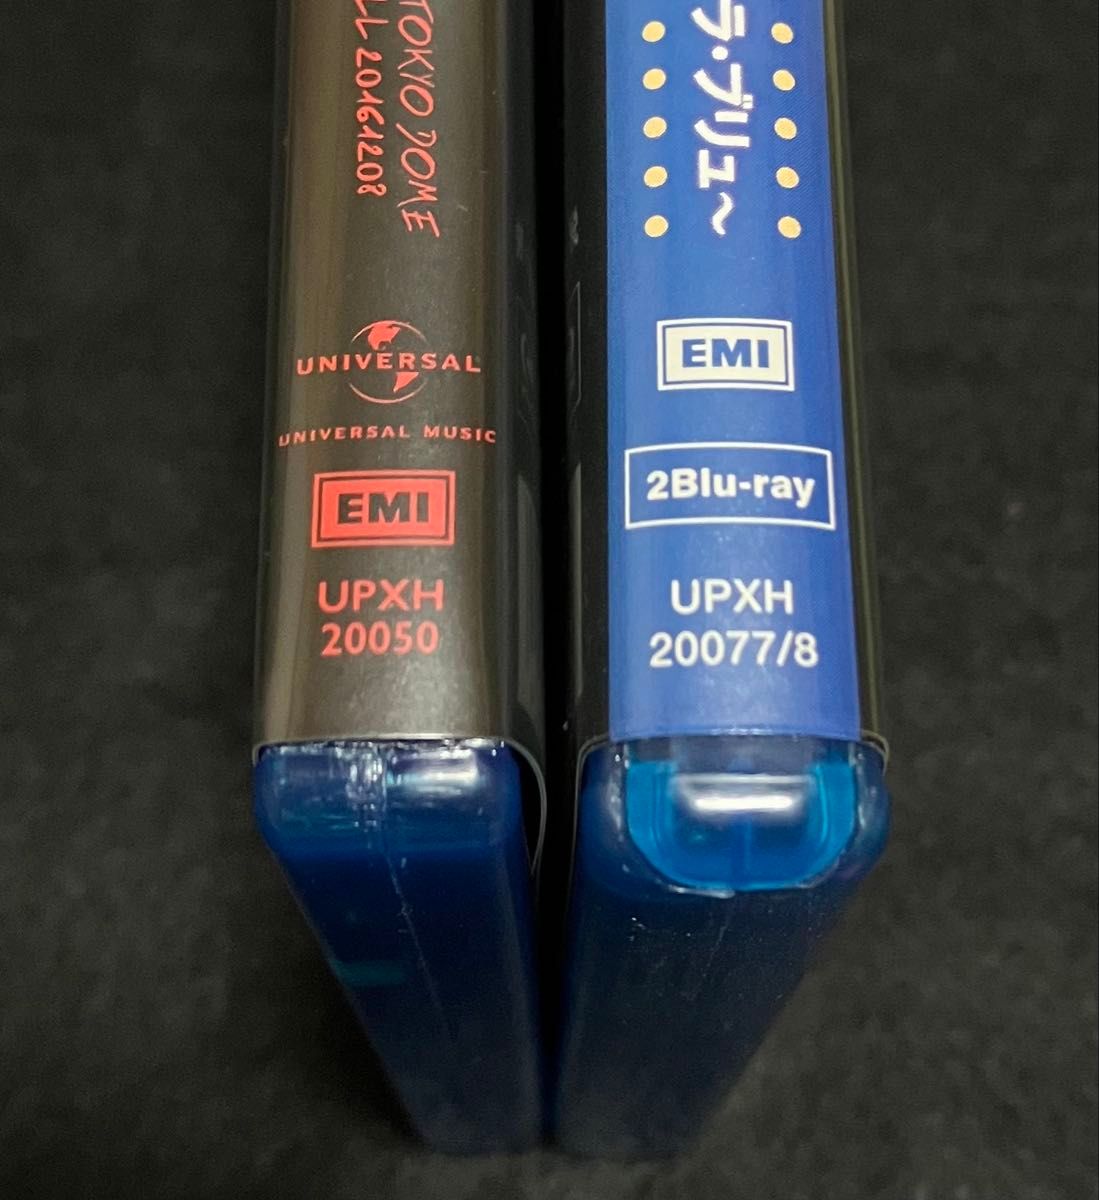 TOKYO DOME
LL 20161208
UNIVERSAL
UNIVERSAL MUSIC
EMI
UPXH
20050
ラ・ブリュ～
EMI
2Blu-ray
UPXH
20077/8